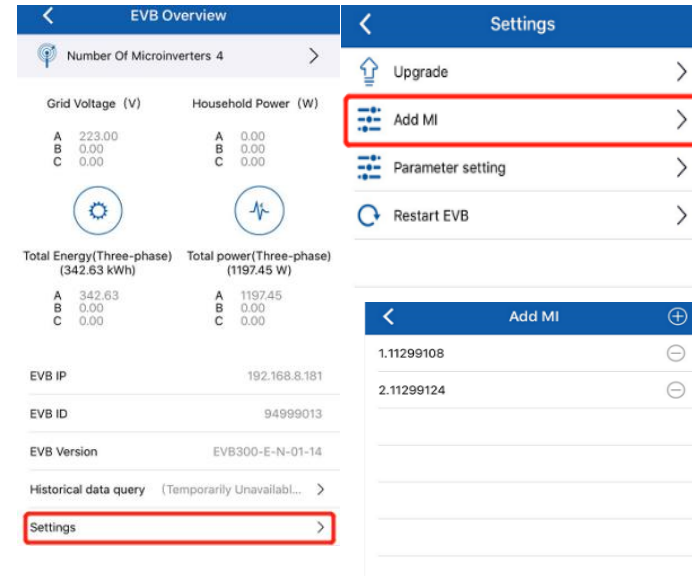 EVB Overview
Number Of Microinverters 4
Grid Voltage (V)
Household Power (W)
A 223.00
B 0.00
C 0.00
A 0.00
B 0.00
C 0.00
Total Energy(Three-phase)
(342.63 kWh)
Total power(Three-phase)
(1197.45 W)
A 342.63
B 0.00
C 0.00
A 1197.45
B 0.00
C 0.00
EVB IP 192.168.8.181
EVB ID 94999013
EVB Version EVB300-E-N-01-14
Historical data query (Temporarily Unavailabl...
Settings
Settings
Upgrade
Add MI
Parameter setting
Restart EVB
Add MI
1.11299108
2.11299124